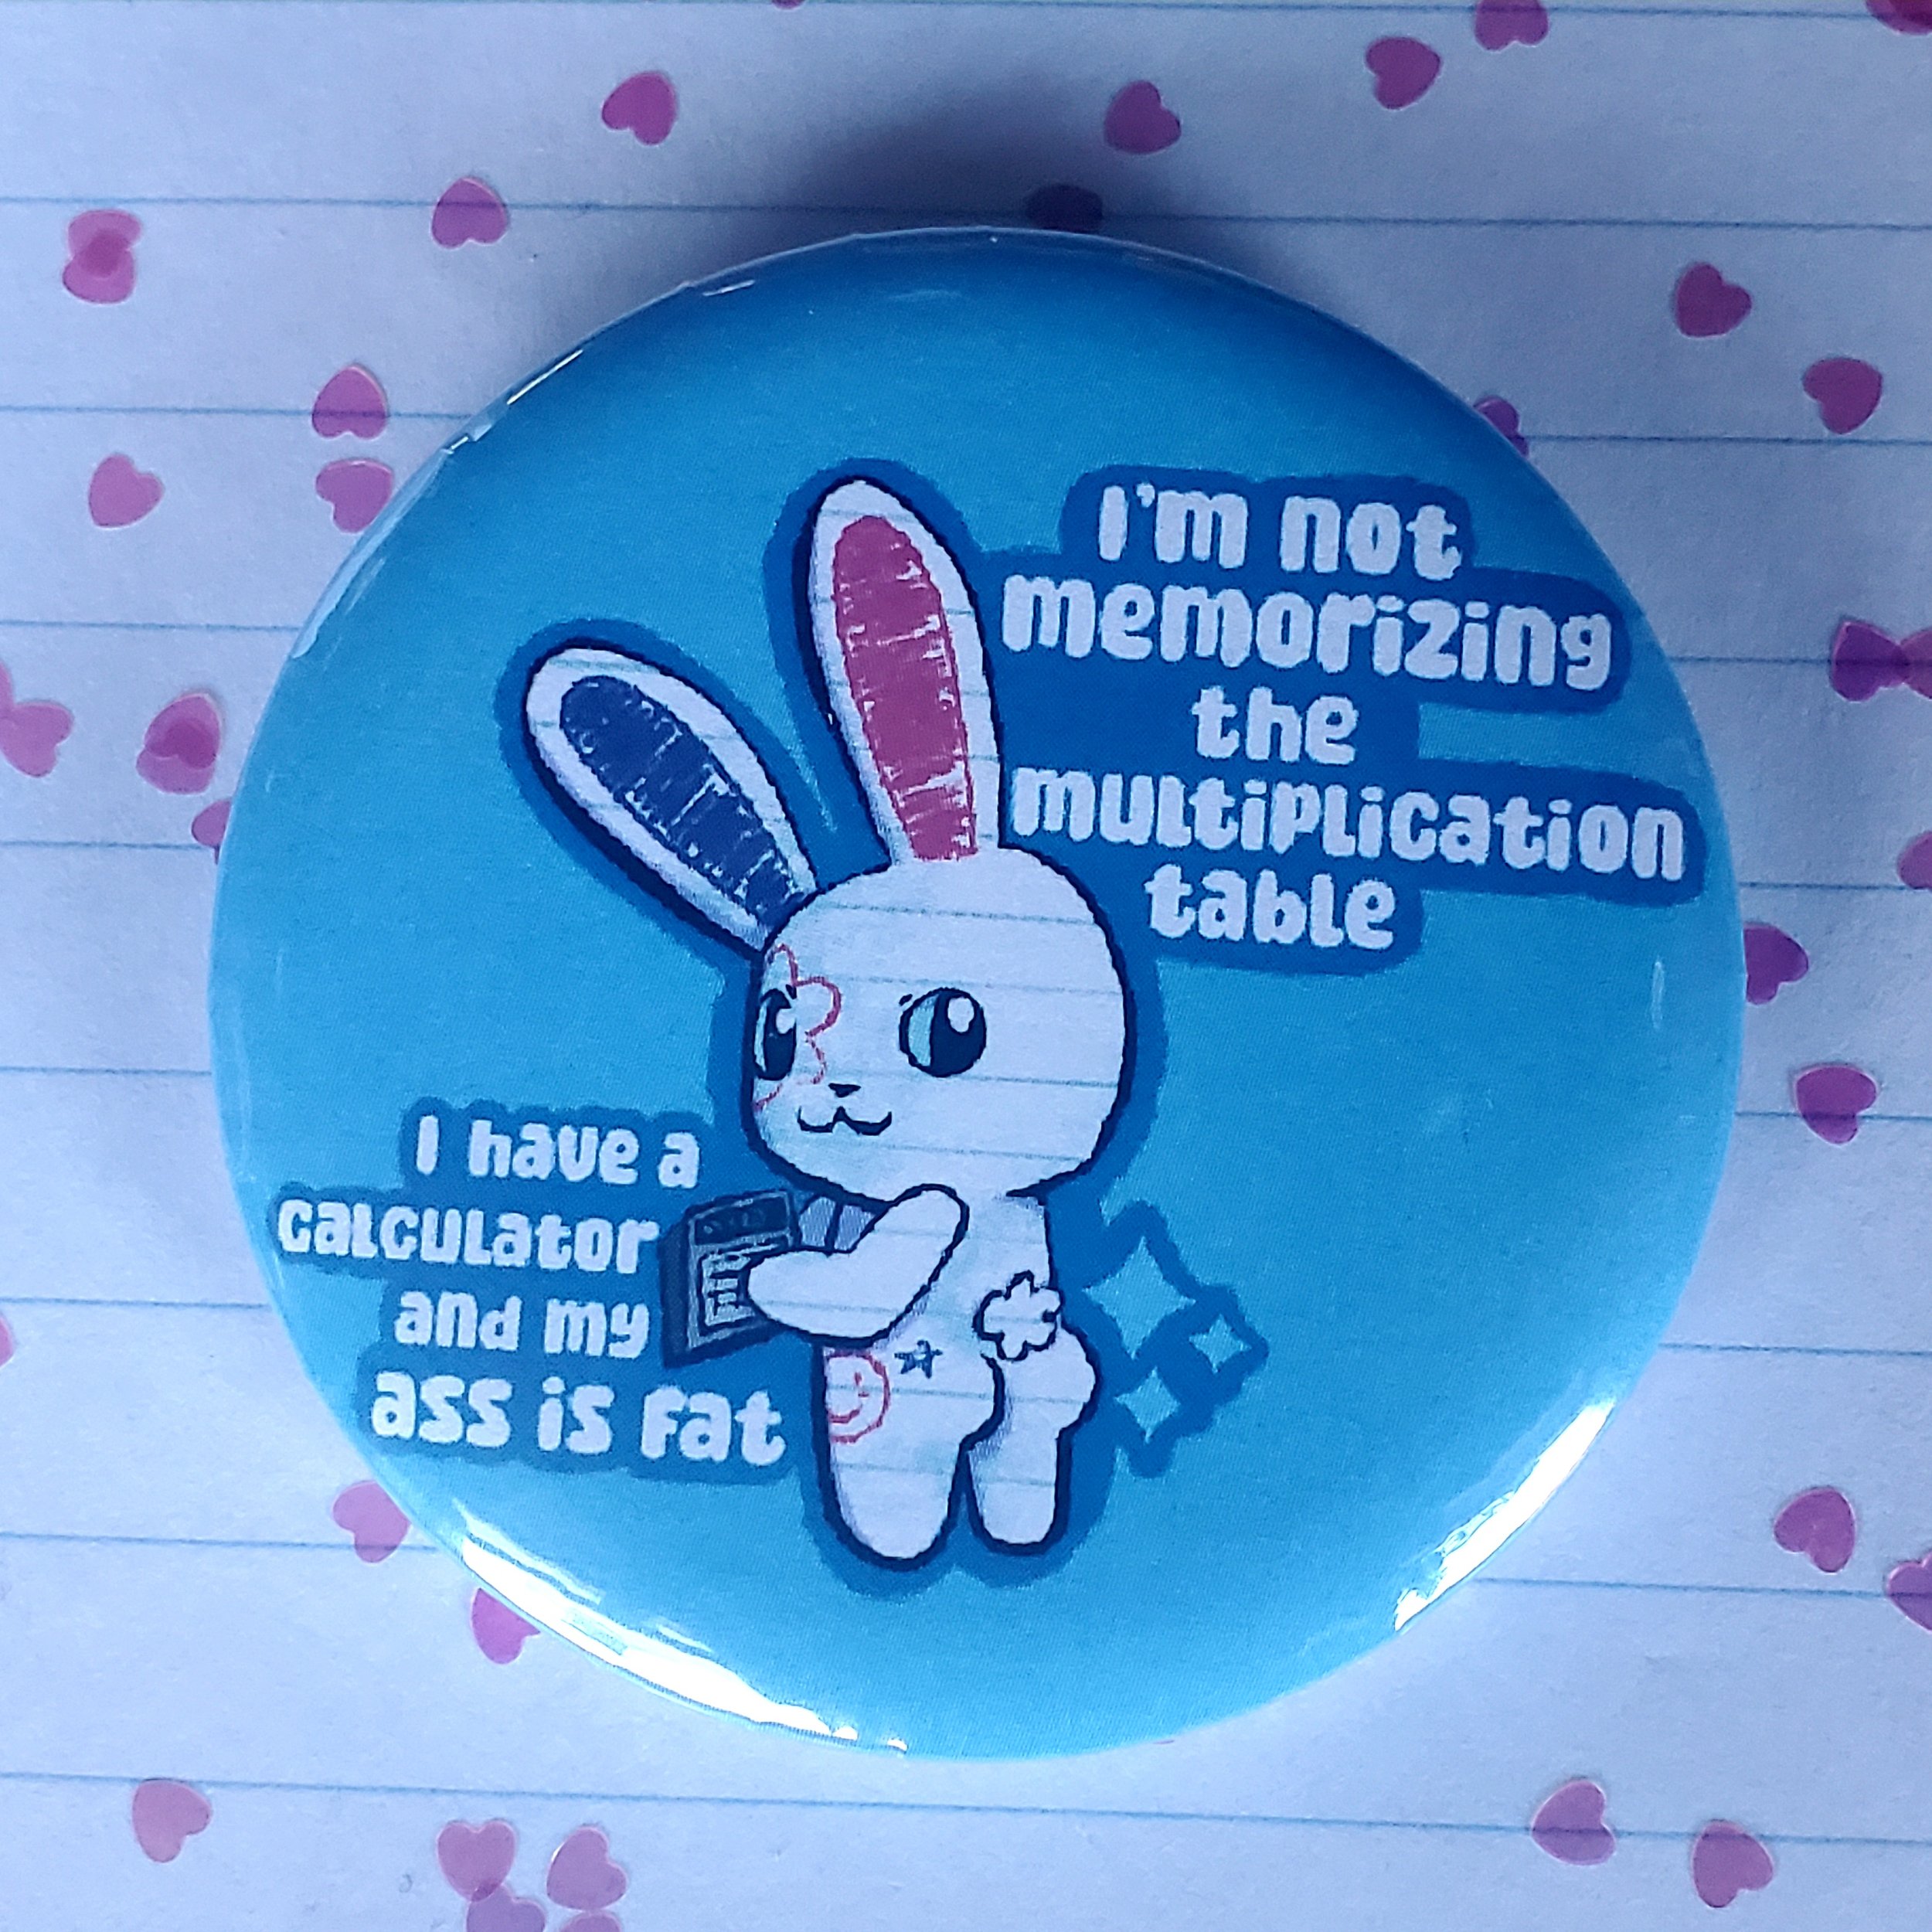 I'm not
memorizing
the
multiplication
table
I have a
calculator
and my
ass is fat